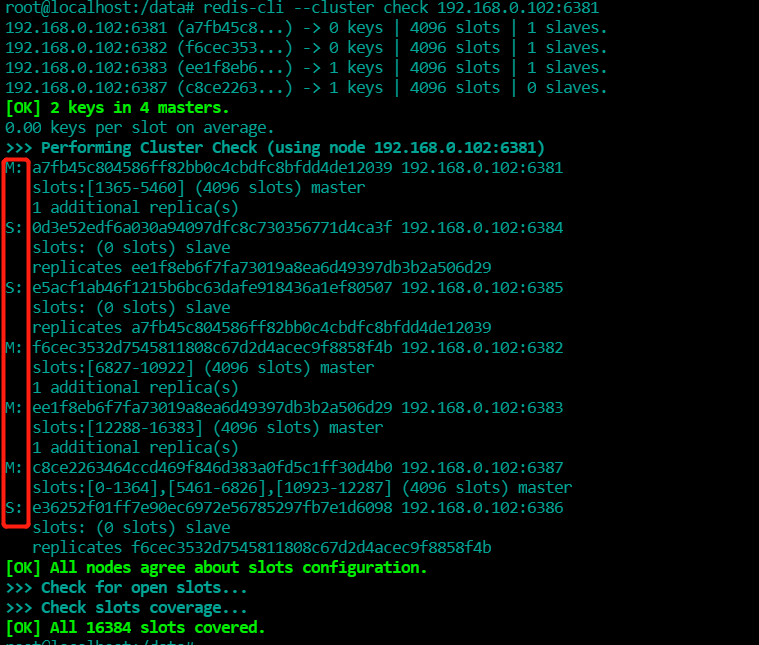 root@localhost:/data# redis-cli --cluster check 192.168.0.102:6381
192.168.0.102:6381 (a7fb45c8...) -> 0 keys | 4096 slots | 1 slaves.
192.168.0.102:6382 (f6cec353...) -> 0 keys | 4096 slots | 1 slaves.
192.168.0.102:6383 (ee1f8eb6...) -> 1 keys | 4096 slots | 1 slaves.
192.168.0.102:6387 (c8ce2263...) -> 1 keys | 4096 slots | 0 slaves.
[OK] 2 keys in 4 masters.
0.00 keys per slot on average.
>>> Performing Cluster Check (using node 192.168.0.102:6381)
M: a7fb45c804586ff82bb0c4cbdfc8bfdd4de12039 192.168.0.102:6381
slots:[1365-5460] (4096 slots) master
1 additional replica(s)
S: 0d3e52edf6a030a94097dfc8c730356771d4ca3f 192.168.0.102:6384
slots: (0 slots) slave
replicates ee1f8eb6f7fa73019a8ea6d49397db3b2a506d29
S: e5acf1ab46f1215b6bc63dafe918436a1ef80507 192.168.0.102:6385
slots: (0 slots) slave
replicates a7fb45c804586ff82bb0c4cbdfc8bfdd4de12039
M: f6cec3532d7545811808c67d2d4acec9f8858f4b 192.168.0.102:6382
slots:[6827-10922] (4096 slots) master
1 additional replica(s)
M: ee1f8eb6f7fa73019a8ea6d49397db3b2a506d29 192.168.0.102:6383
slots:[12288-16383] (4096 slots) master
1 additional replica(s)
M: c8ce2263464ccd469f846d383a0fd5c1ff30d4b0 192.168.0.102:6387
slots:[0-1364],[5461-6826],[10923-12287] (4096 slots) master
S: e36252f01ff7e90ec6972e56785297fb7e1d6098 192.168.0.102:6386
slots: (0 slots) slave
replicates f6cec3532d7545811808c67d2d4acec9f8858f4b
[OK] All nodes agree about slots configuration.
>>> Check for open slots...
>>> Check slots coverage...
[OK] All 16384 slots covered.
root@localhost:/data#